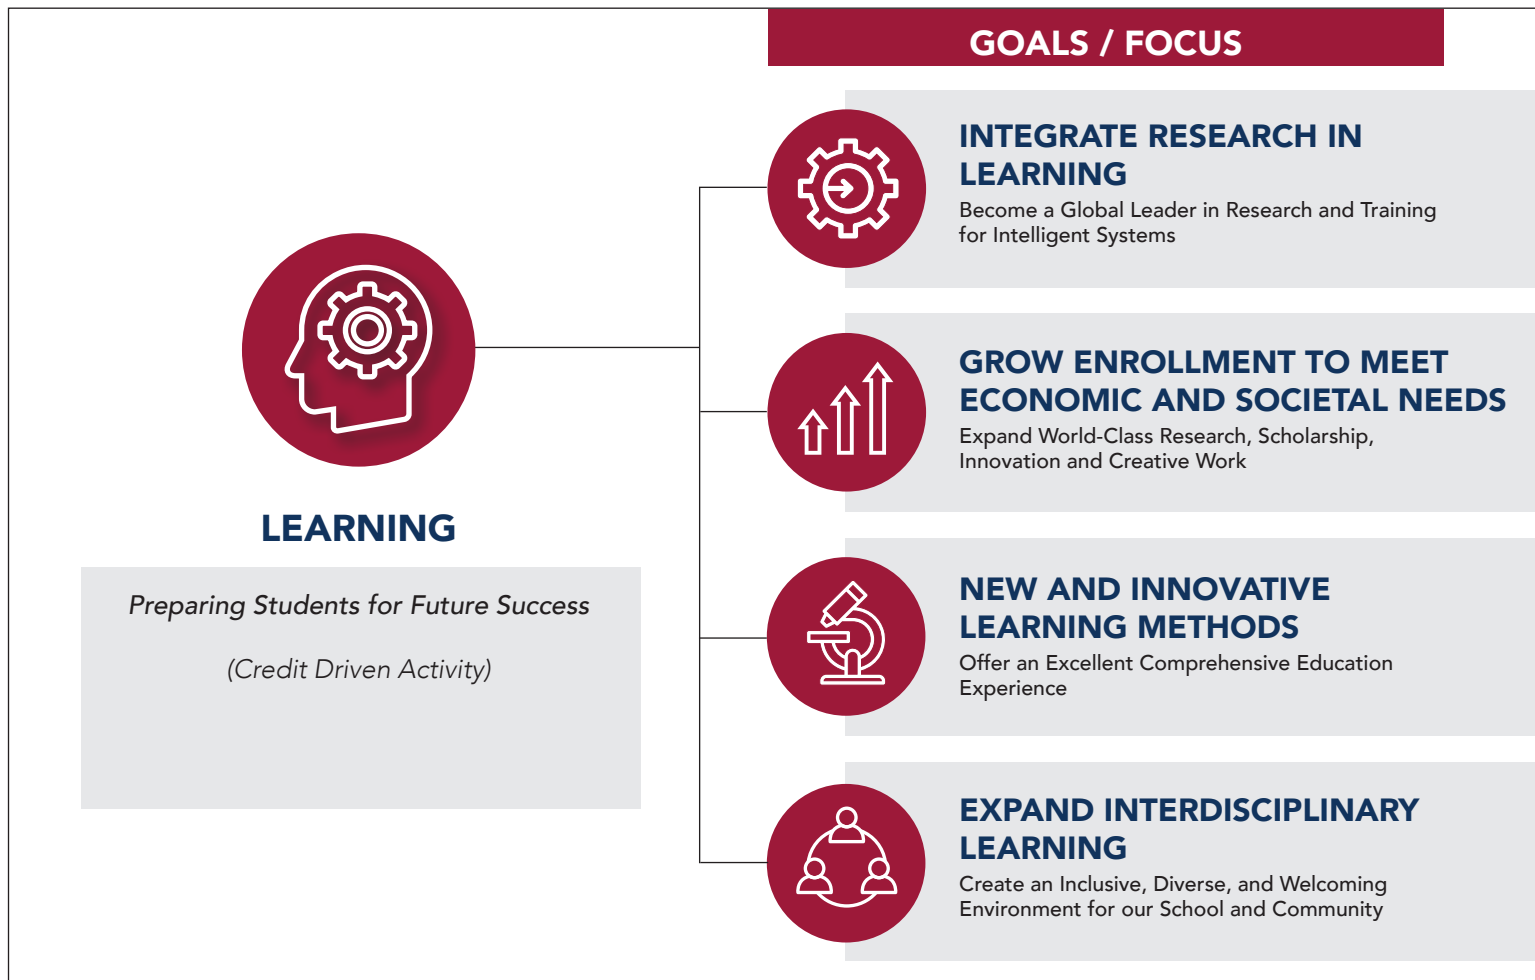 GOALS / FOCUS
LEARNING
Preparing Students for Future Success
(Credit Driven Activity)
INTEGRATE RESEARCH IN
LEARNING
Become a Global Leader in Research and Training
for Intelligent Systems
GROW ENROLLMENT TO MEET
ECONOMIC AND SOCIETAL NEEDS
Expand World-Class Research, Scholarship,
Innovation and Creative Work
NEW AND INNOVATIVE
LEARNING METHODS
Offer an Excellent Comprehensive Education
Experience
EXPAND INTERDISCIPLINARY
LEARNING
Create an Inclusive, Diverse, and Welcoming
Environment for our School and Community